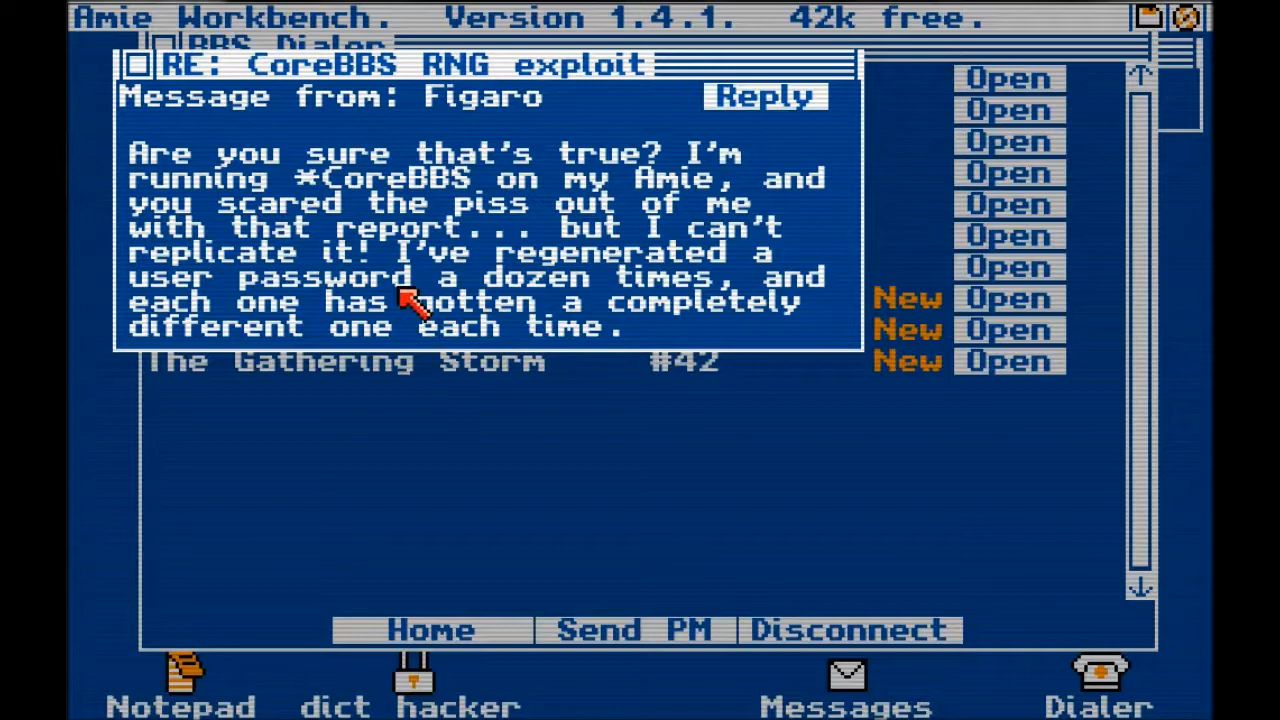 Amie Workbench. Version 1.4.1. 42k free.
BBS Dialer
RE: CoreBBS RNG exploit
Message from: Figaro
Reply
Are you sure that's true? I'm
running *CoreBBS on my Amie, and
you scared the piss out of me
with that report... but I can't
replicate it! I've regenerated a
user password a dozen times, and
each one has gotten a completely
different one each time.
Open
Open
Open
Open
Open
Open
Open
New Open
New Open
The Gathering Storm #42 New Open
Home Send PM Disconnect
Notepad dict hacker Messages Dialer